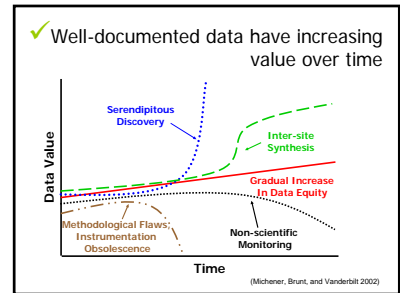 ✓Well-documented data have increasing
value over time
Serendipitous
Discovery
Inter-site
Synthesis
Gradual Increase
In Data Equity
Methodological Flaws,
Instrumentation
Obsolescence
Non-scientific
Monitoring
Data Value
Time
(Michener, Brunt, and Vanderbilt 2002)